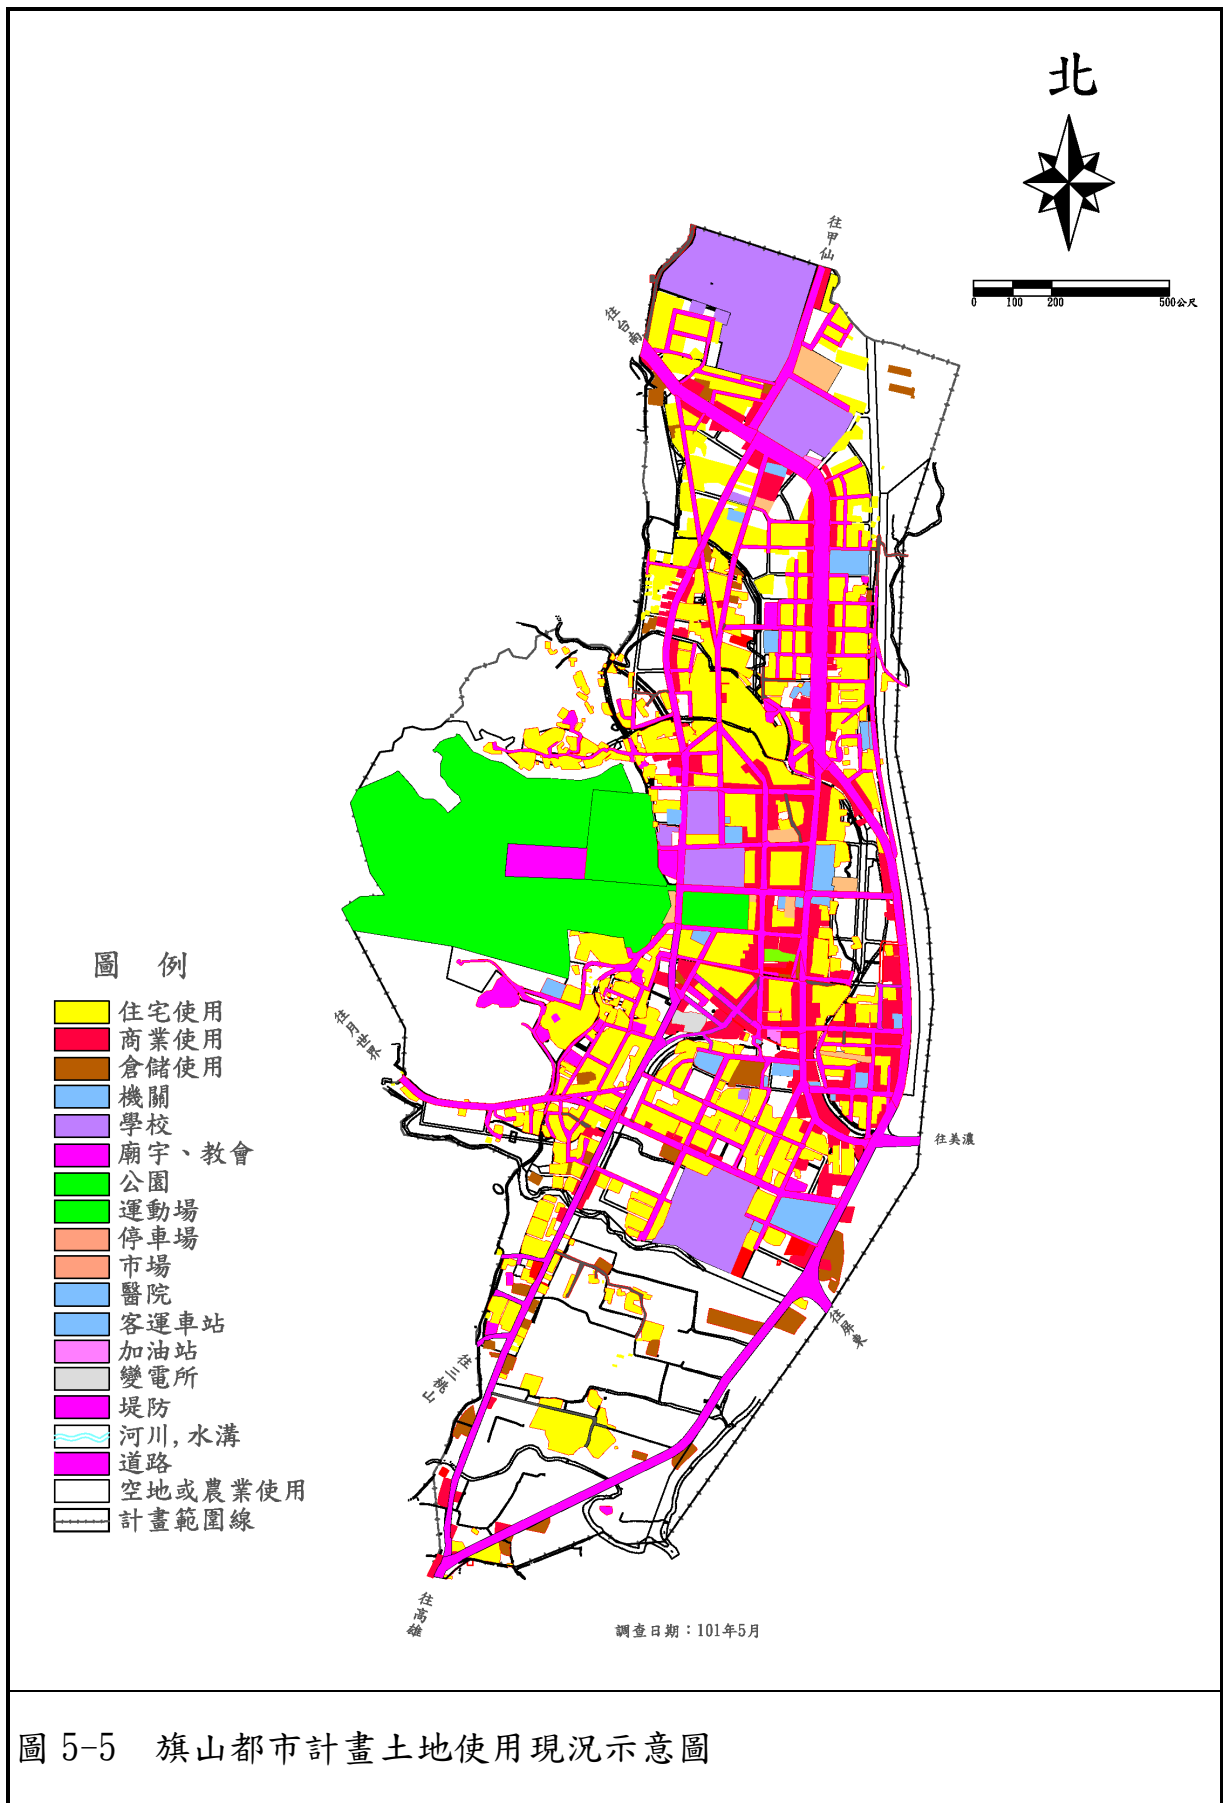 北
0 100 200 500公尺
往甲仙
往台南
圖 例
住宅使用
商業使用
倉儲使用
機關
學校
廟宇、教會
公園
運動場
停車場
市場
醫院
客運車站
加油站
變電所
堤防
河川,水溝
道路
空地或農業使用
計畫範圍線
往月世界
往美濃
往屏東
往三桃山
往高雄
調查日期：101年5月
圖 5-5 旗山都市計畫土地使用現況示意圖